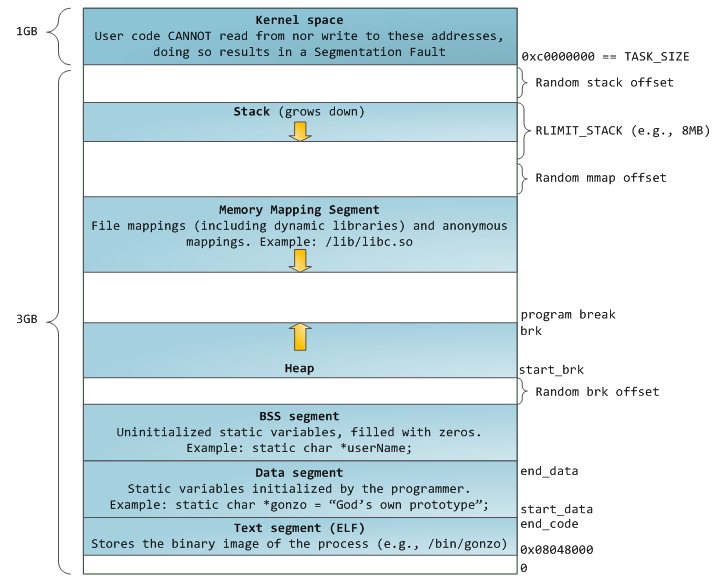 Kernel space
1GB
User code CANNOT read from nor write to these addresses,
doing so results in a Segmentation Fault
0xc0000000 == TASK_SIZE
Random stack offset
Stack (grows down)
RLIMIT_STACK (e.g., 8MB)
Random mmap offset
Memory Mapping Segment
File mappings (including dynamic libraries) and anonymous
mappings. Example: /lib/libc.so
3GB
program break
brk
Heap
start_brk
Random brk offset
BSS segment
Uninitialized static variables, filled with zeros.
Example: static char *userName;
Data segment
end_data
Static variables initialized by the programmer.
Example: static char *gonzo = “God’s own prototype”;
start_data
end_code
Text segment (ELF)
Stores the binary image of the process (e.g., /bin/gonzo)
0x08048000
0